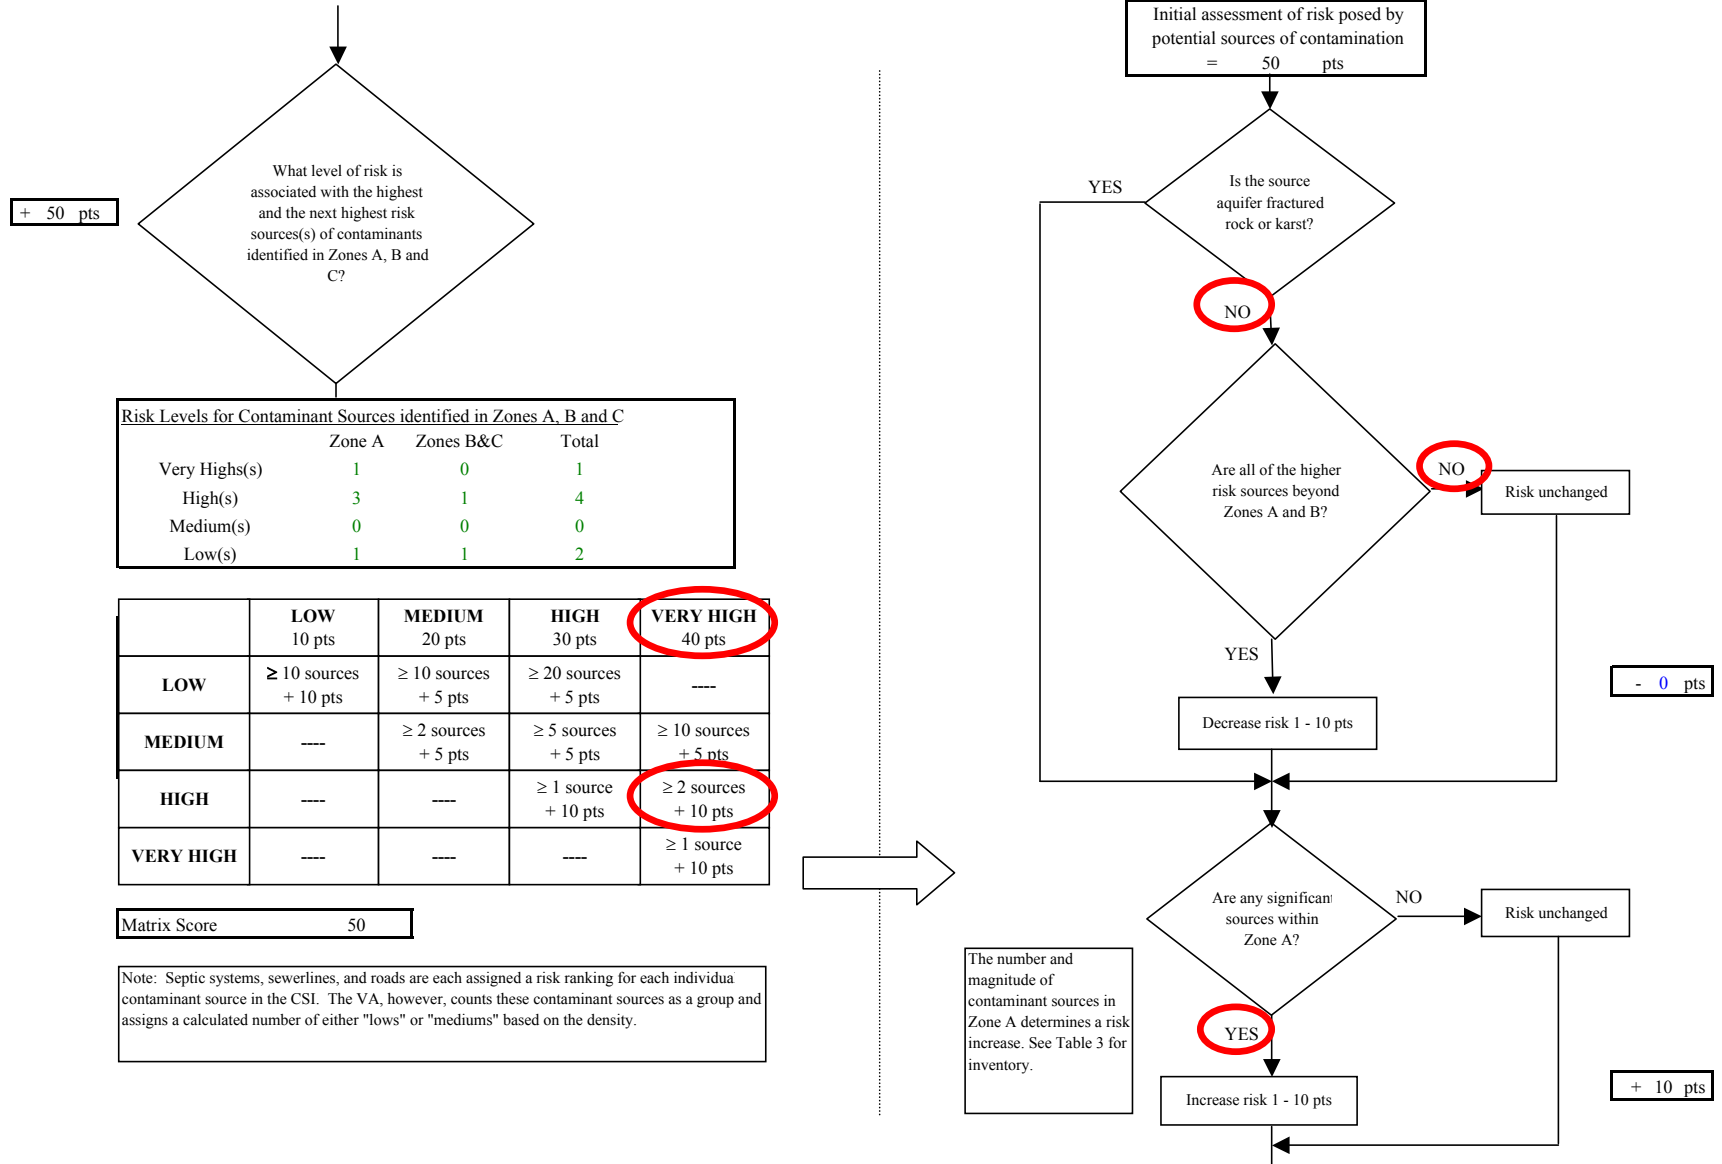 + 50 pts
What level of risk is
associated with the highest
and the next highest risk
sources(s) of contaminants
identified in Zones A, B and
C?
Risk Levels for Contaminant Sources identified in Zones A, B and C
Zone A Zones B&C Total
Very Highs(s) 1 0 1
High(s) 3 1 4
Medium(s) 0 0 0
Low(s) 1 1 2
LOW MEDIUM HIGH VERY HIGH
10 pts 20 pts 30 pts 40 pts
LOW
≥ 10 sources ≥ 10 sources ≥ 20 sources ----
+ 10 pts + 5 pts + 5 pts
MEDIUM
---- ≥ 2 sources ≥ 5 sources ≥ 10 sources
+ 5 pts + 5 pts + 5 pts
HIGH
---- ---- ≥ 1 source ≥ 2 sources
+ 10 pts + 10 pts
VERY HIGH
---- ---- ---- ≥ 1 source
+ 10 pts
Matrix Score 50
Note: Septic systems, sewerlines, and roads are each assigned a risk ranking for each individua
contaminant source in the CSI. The VA, however, counts these contaminant sources as a group and
assigns a calculated number of either "lows" or "mediums" based on the density.
Initial assessment of risk posed by
potential sources of contamination
= 50 pts
YES
Is the source
aquifer fractured
rock or karst?
NO
Are all of the higher
risk sources beyond
Zones A and B?
NO
Risk unchanged
YES
- 0 pts
Decrease risk 1 - 10 pts
Are any significant
sources within
Zone A?
NO
Risk unchanged
The number and
magnitude of
contaminant sources in
Zone A determines a risk
increase. See Table 3 for
inventory.
YES
Increase risk 1 - 10 pts
+ 10 pts